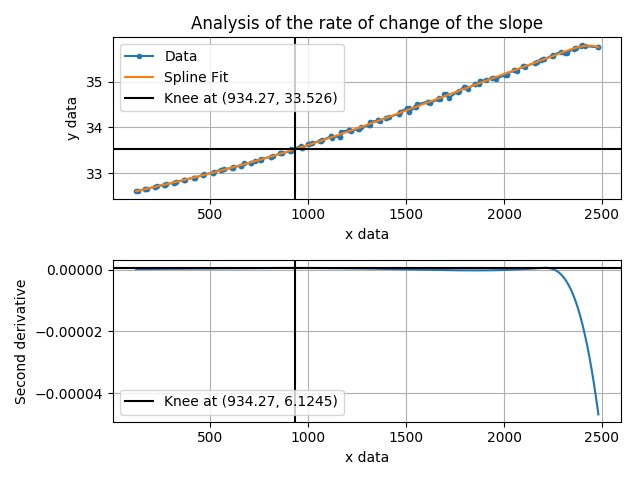 Analysis of the rate of change of the slope
Data
Spline Fit
Knee at (934.27, 33.526)
y data
35
34
33
500
1000
1500
2000
2500
x data
Second derivative
0.00000
−0.00002
−0.00004
Knee at (934.27, 6.1245)
500
1000
1500
2000
2500
x data